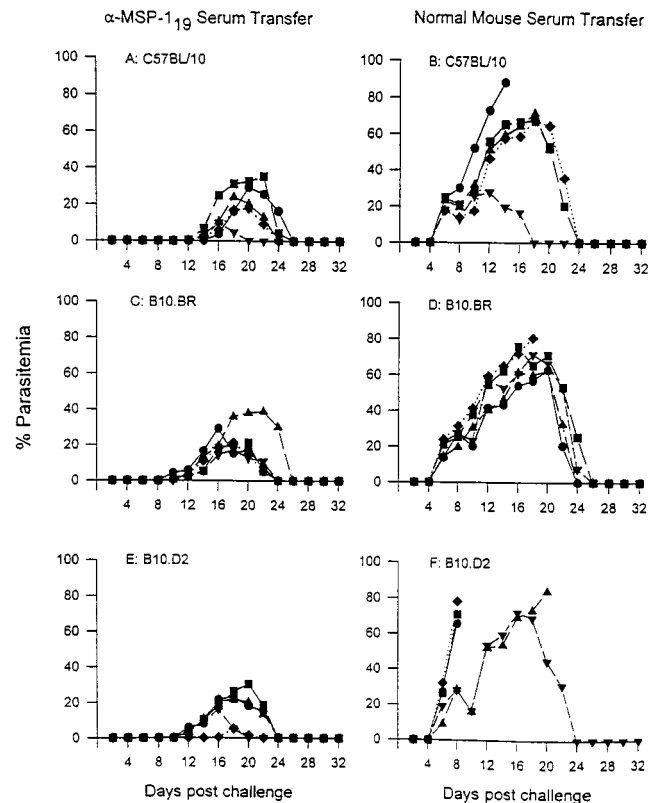 α-MSP-1₁₉ Serum Transfer
Normal Mouse Serum Transfer
A: C57BL/10
100
80
60
40
20
0
4 8 12 16 20 24 28 32
B: C57BL/10
100
80
60
40
20
0
4 8 12 16 20 24 28 32
% Parasitemia
C: B10.BR
100
80
60
40
20
0
4 8 12 16 20 24 28 32
D: B10.BR
100
80
60
40
20
0
4 8 12 16 20 24 28 32
E: B10.D2
100
80
60
40
20
0
4 8 12 16 20 24 28 32
Days post challenge
F: B10.D2
100
80
60
40
20
0
4 8 12 16 20 24 28 32
Days post challenge